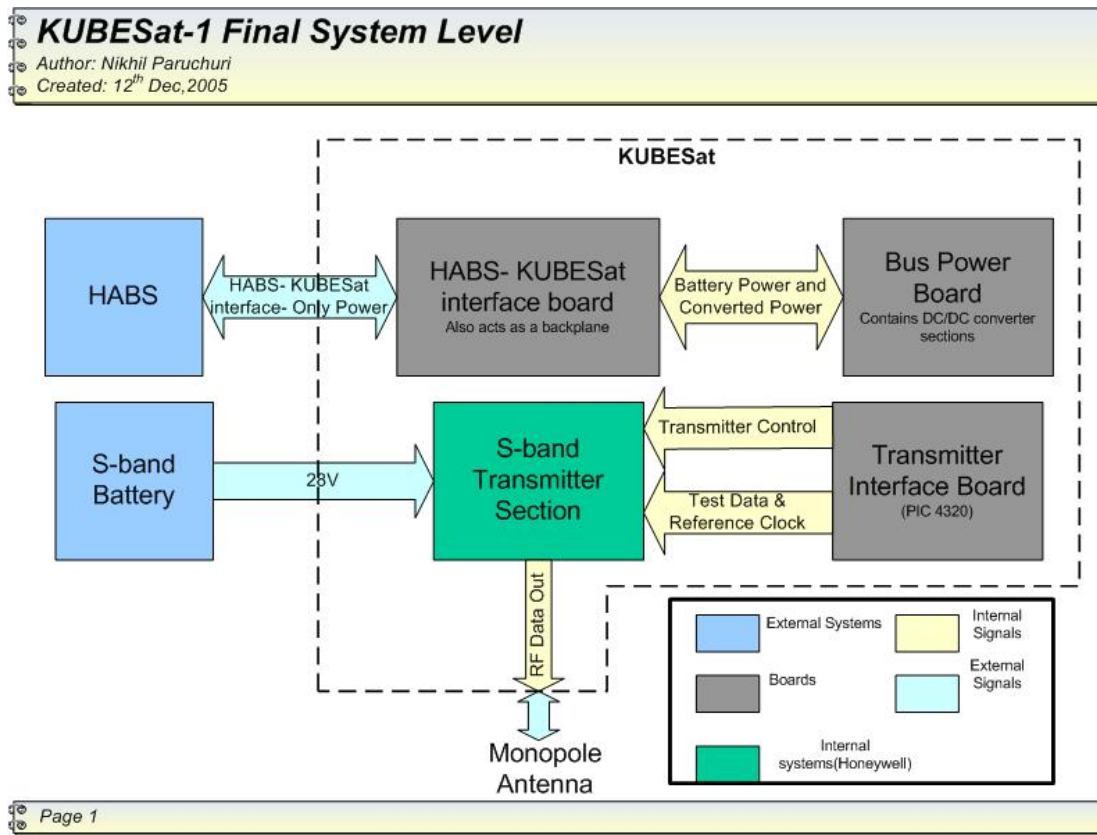 KUBESat-1 Final System Level
Author: Nikhil Paruchuri
Created: 12th Dec,2005
KUBESat
HABS
HABS- KUBESat
interface- Only Power
HABS- KUBESat
interface board
Also acts as a backplane
Battery Power and
Converted Power
Bus Power
Board
Contains DC/DC converter
sections
S-band
Battery
28V
S-band
Transmitter
Section
Transmitter Control
Test Data &
Reference Clock
Transmitter
Interface Board
(PIC 4320)
RF Data Out
Monopole
Antenna
External Systems
Internal
Signals
Boards
External
Signals
Internal
systems(Honeywell)
Page 1